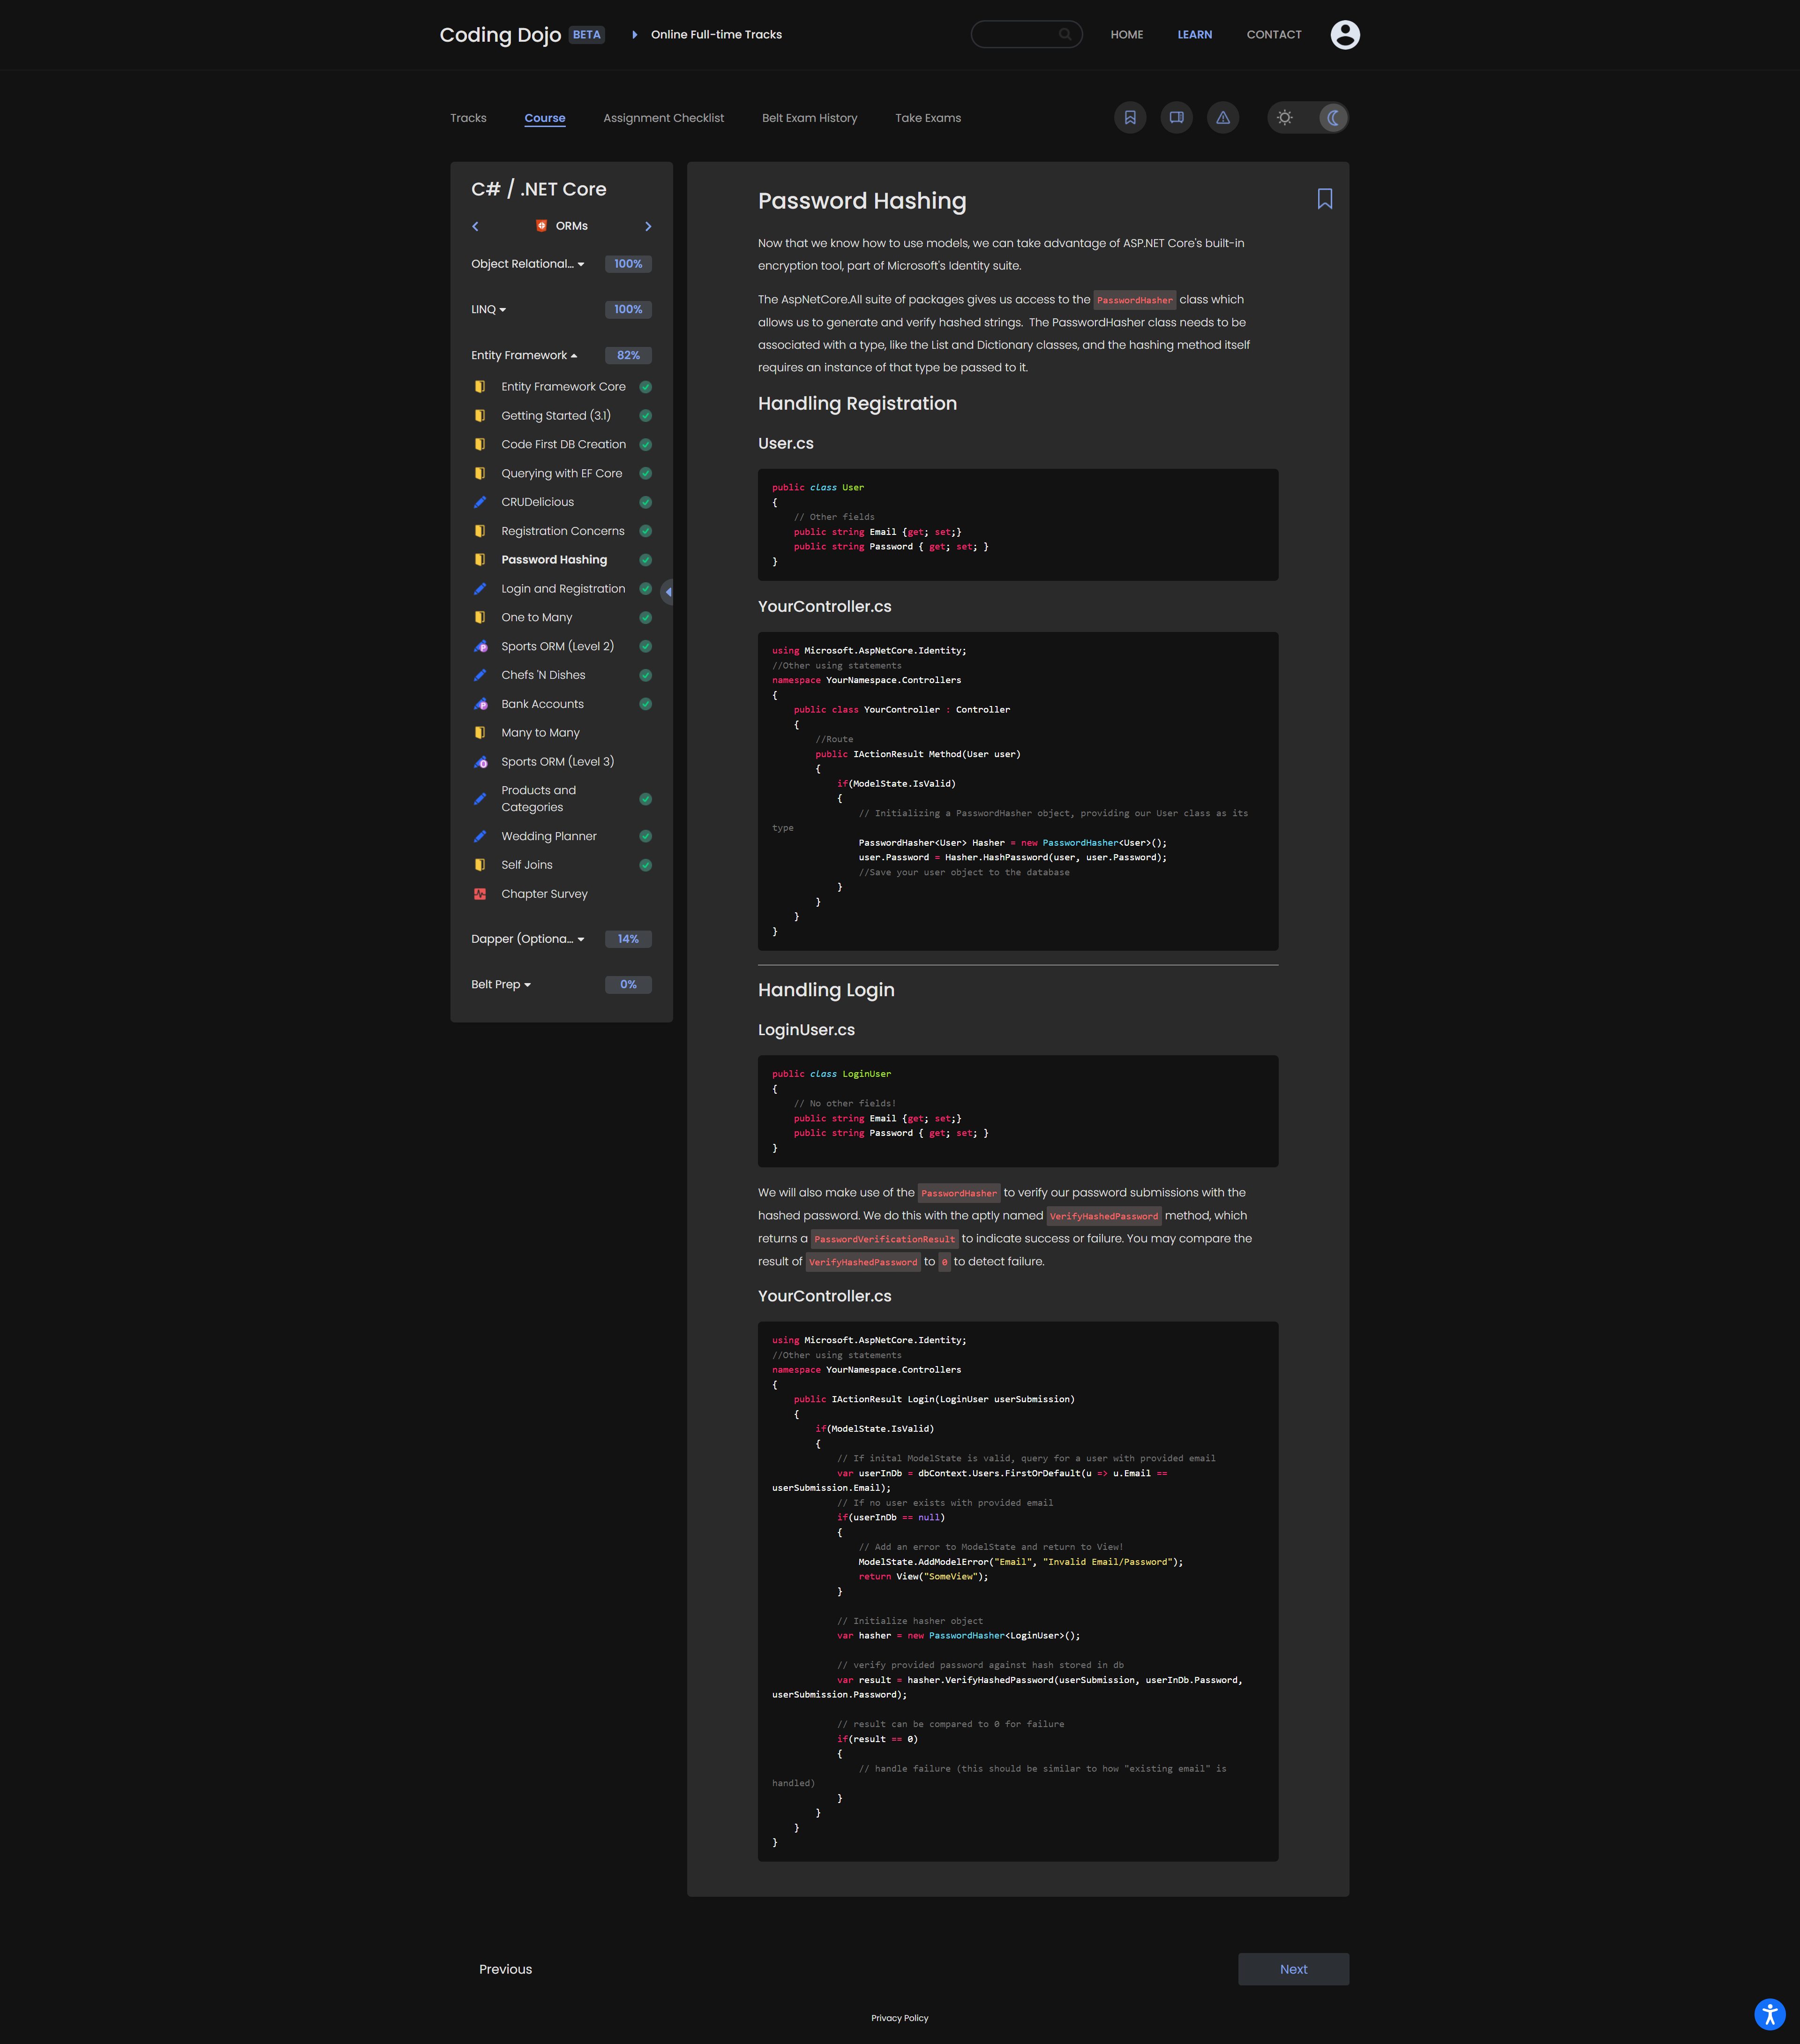 Coding Dojo BETA Online Full-time Tracks HOME LEARN CONTACT
Tracks Course Assignment Checklist Belt Exam History Take Exams
C# / .NET Core
ORMs
Object Relational... 100%
LINQ 100%
Entity Framework 82%
Entity Framework Core
Getting Started (3.1)
Code First DB Creation
Querying with EF Core
CRUDelicious
Registration Concerns
Password Hashing
Login and Registration
One to Many
Sports ORM (Level 2)
Chefs 'N Dishes
Bank Accounts
Many to Many
Sports ORM (Level 3)
Products and
Categories
Wedding Planner
Self Joins
Chapter Survey
Dapper (Optiona... 14%
Belt Prep 0%
Password Hashing
Now that we know how to use models, we can take advantage of ASP.NET Core's built-in
encryption tool, part of Microsoft's Identity suite.
The AspNetCore.All suite of packages gives us access to the PasswordHasher class which
allows us to generate and verify hashed strings.  The PasswordHasher class needs to be
associated with a type, like the List and Dictionary classes, and the hashing method itself
requires an instance of that type be passed to it.
Handling Registration
User.cs
public class User
{
    // Other fields
    public string Email {get; set;}
    public string Password { get; set; }
}
YourController.cs
using Microsoft.AspNetCore.Identity;
//Other using statements
namespace YourNamespace.Controllers
{
    public class YourController : Controller
    {
        //Route
        public IActionResult Method(User user)
        {
            if(ModelState.IsValid)
            {
                // Initializing a PasswordHasher object, providing our User class as its
type
                PasswordHasher<User> Hasher = new PasswordHasher<User>();
                user.Password = Hasher.HashPassword(user, user.Password);
                //Save your user object to the database
            }
        }
    }
}
Handling Login
LoginUser.cs
public class LoginUser
{
    // No other fields!
    public string Email {get; set;}
    public string Password { get; set; }
}
We will also make use of the PasswordHasher to verify our password submissions with the
hashed password. We do this with the aptly named VerifyHashedPassword method, which
returns a PasswordVerificationResult to indicate success or failure. You may compare the
result of VerifyHashedPassword to 0 to detect failure.
YourController.cs
using Microsoft.AspNetCore.Identity;
//Other using statements
namespace YourNamespace.Controllers
{
    public IActionResult Login(LoginUser userSubmission)
    {
        if(ModelState.IsValid)
        {
            // If inital ModelState is valid, query for a user with provided email
            var userInDb = dbContext.Users.FirstOrDefault(u => u.Email ==
userSubmission.Email);
            // If no user exists with provided email
            if(userInDb == null)
            {
                // Add an error to ModelState and return to View!
                ModelState.AddModelError("Email", "Invalid Email/Password");
                return View("SomeView");
            }
            // Initialize hasher object
            var hasher = new PasswordHasher<LoginUser>();
            // verify provided password against hash stored in db
            var result = hasher.VerifyHashedPassword(userSubmission, userInDb.Password,
userSubmission.Password);
            // result can be compared to 0 for failure
            if(result == 0)
            {
                // handle failure (this should be similar to how "existing email" is
handled)
            }
        }
    }
}
Previous Next
Privacy Policy